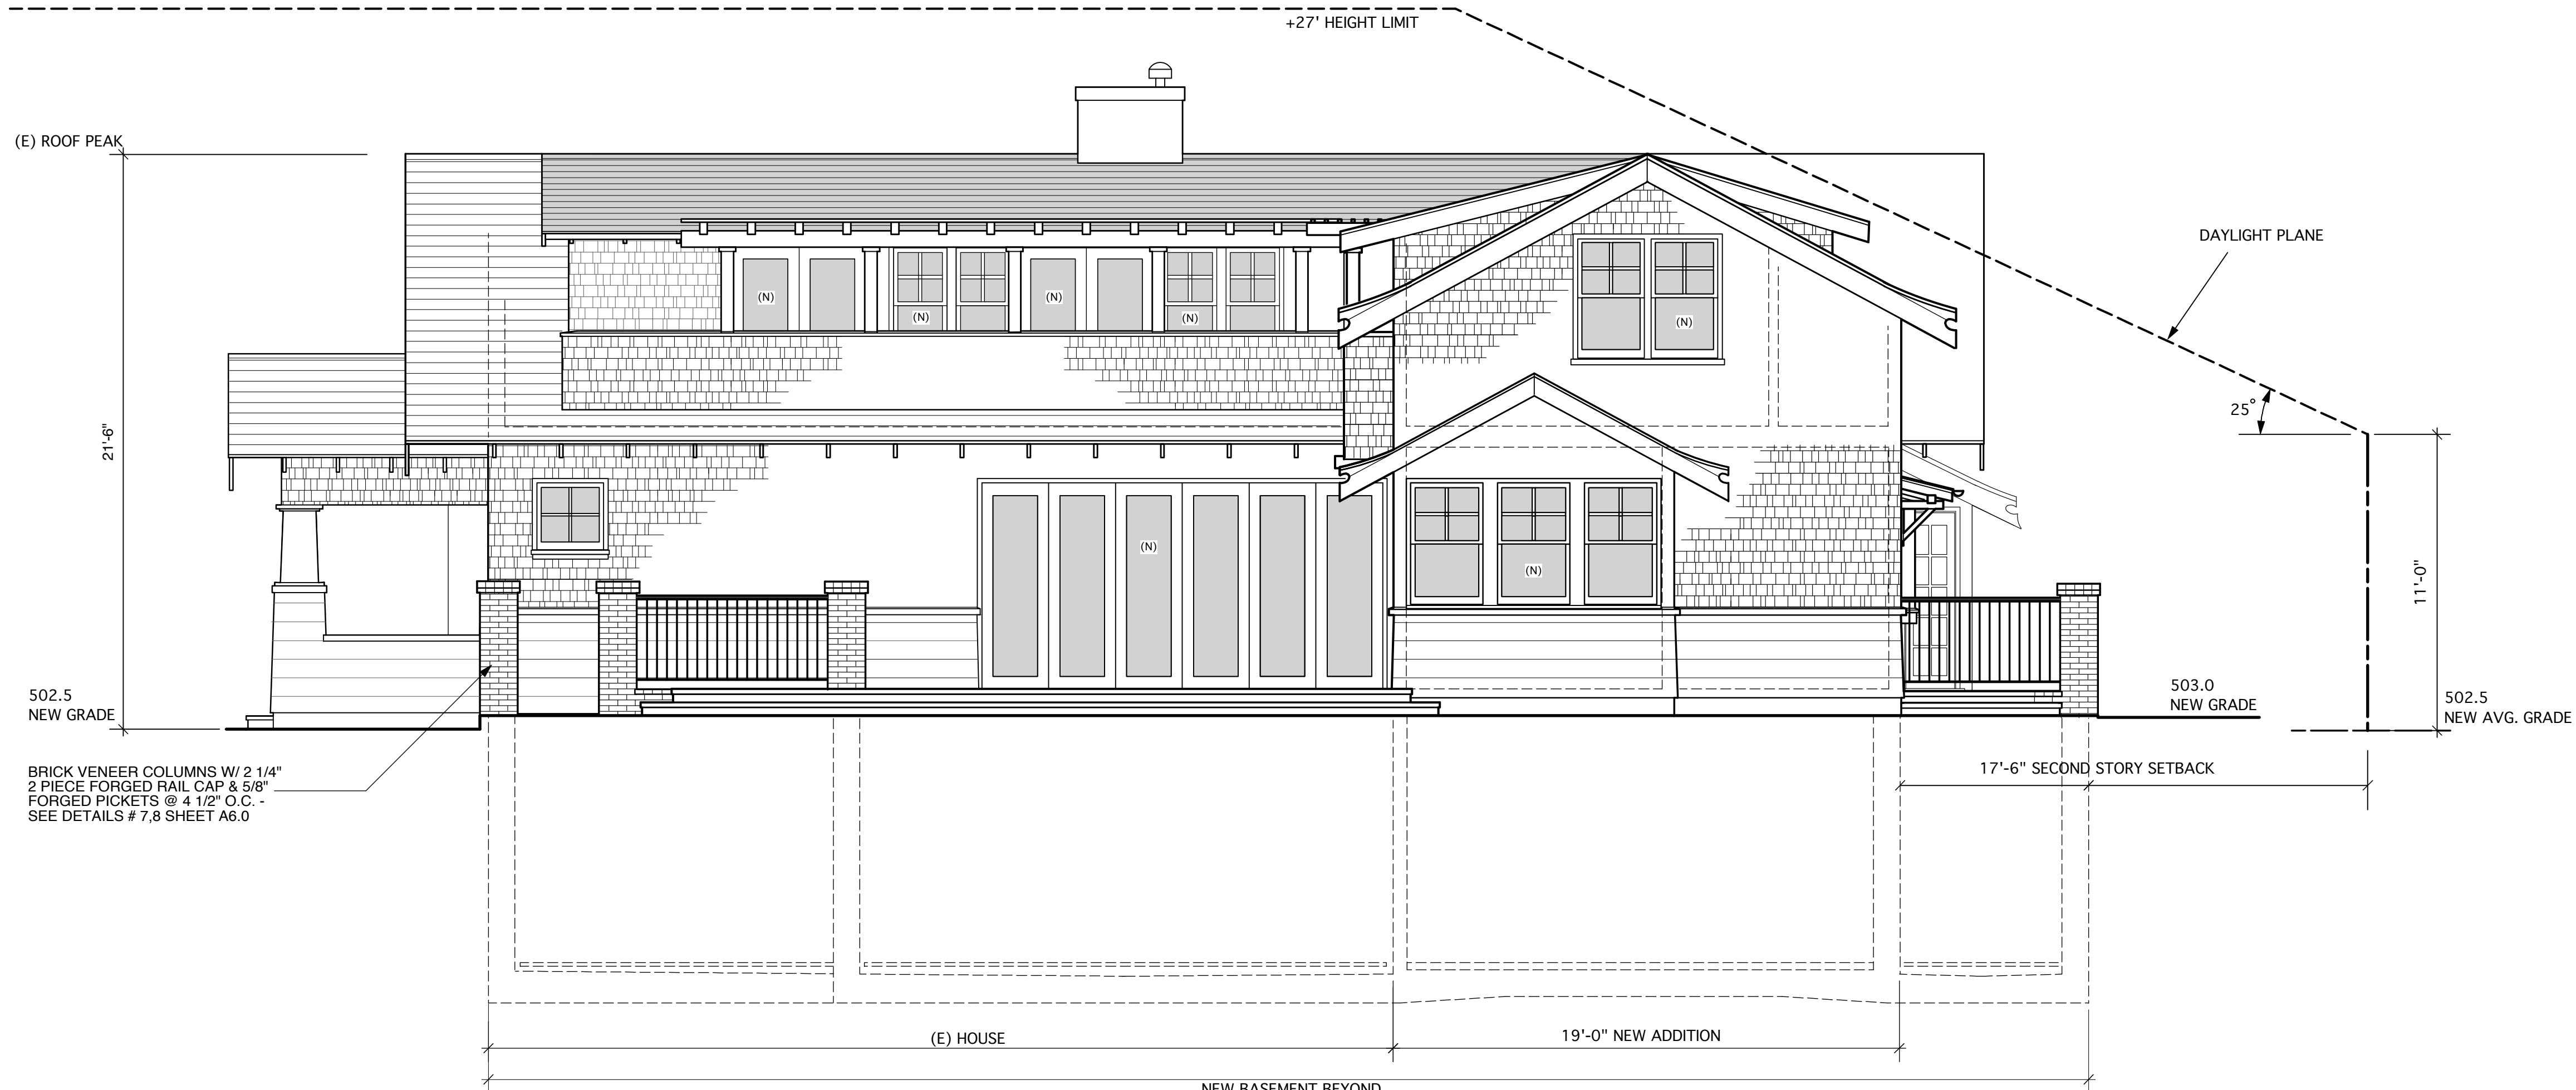 +27' HEIGHT LIMIT
(E) ROOF PEAK
DAYLIGHT PLANE
(N)
(N)
(N)
(N)
(N)
25°
21'-6"
(N)
(N)
11'-0"
502.5
NEW GRADE
503.0
NEW GRADE
502.5
NEW AVG. GRADE
BRICK VENEER COLUMNS W/ 2 1/4"
2 PIECE FORGED RAIL CAP & 5/8"
FORGED PICKETS @ 4 1/2" O.C. -
SEE DETAILS # 7,8 SHEET A6.0
17'-6" SECOND STORY SETBACK
(E) HOUSE
19'-0" NEW ADDITION
NEW BASEMENT BEYOND